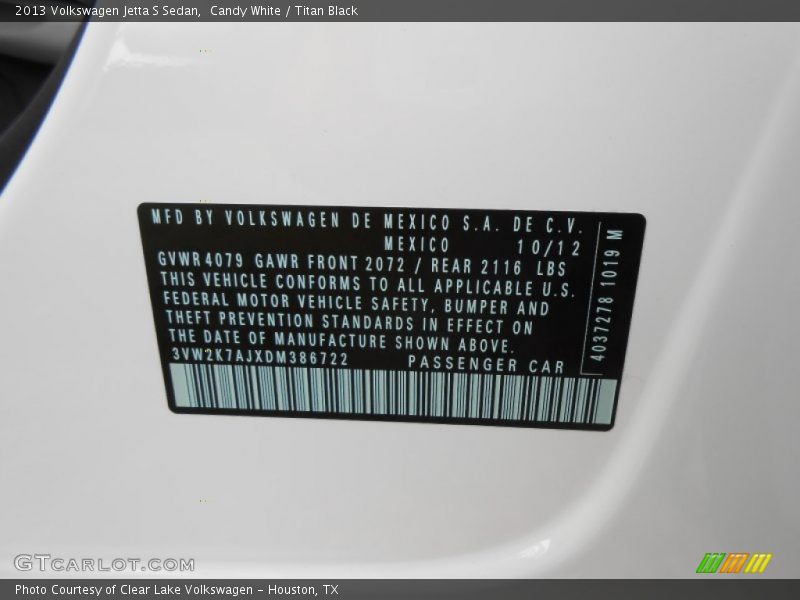 2013 Volkswagen Jetta S Sedan,  Candy White / Titan Black
MFD BY VOLKSWAGEN DE MEXICO S.A. DE C.V.
MEXICO 10/12
GVWR4079 GAWR FRONT 2072 / REAR 2116 LBS
THIS VEHICLE CONFORMS TO ALL APPLICABLE U.S.
FEDERAL MOTOR VEHICLE SAFETY, BUMPER AND
THEFT PREVENTION STANDARDS IN EFFECT ON
THE DATE OF MANUFACTURE SHOWN ABOVE.
3VW2K7AJXDM386722 PASSENGER CAR
4037278 1019 M
GTCARLOT.COM
Photo Courtesy of Clear Lake Volkswagen – Houston, TX